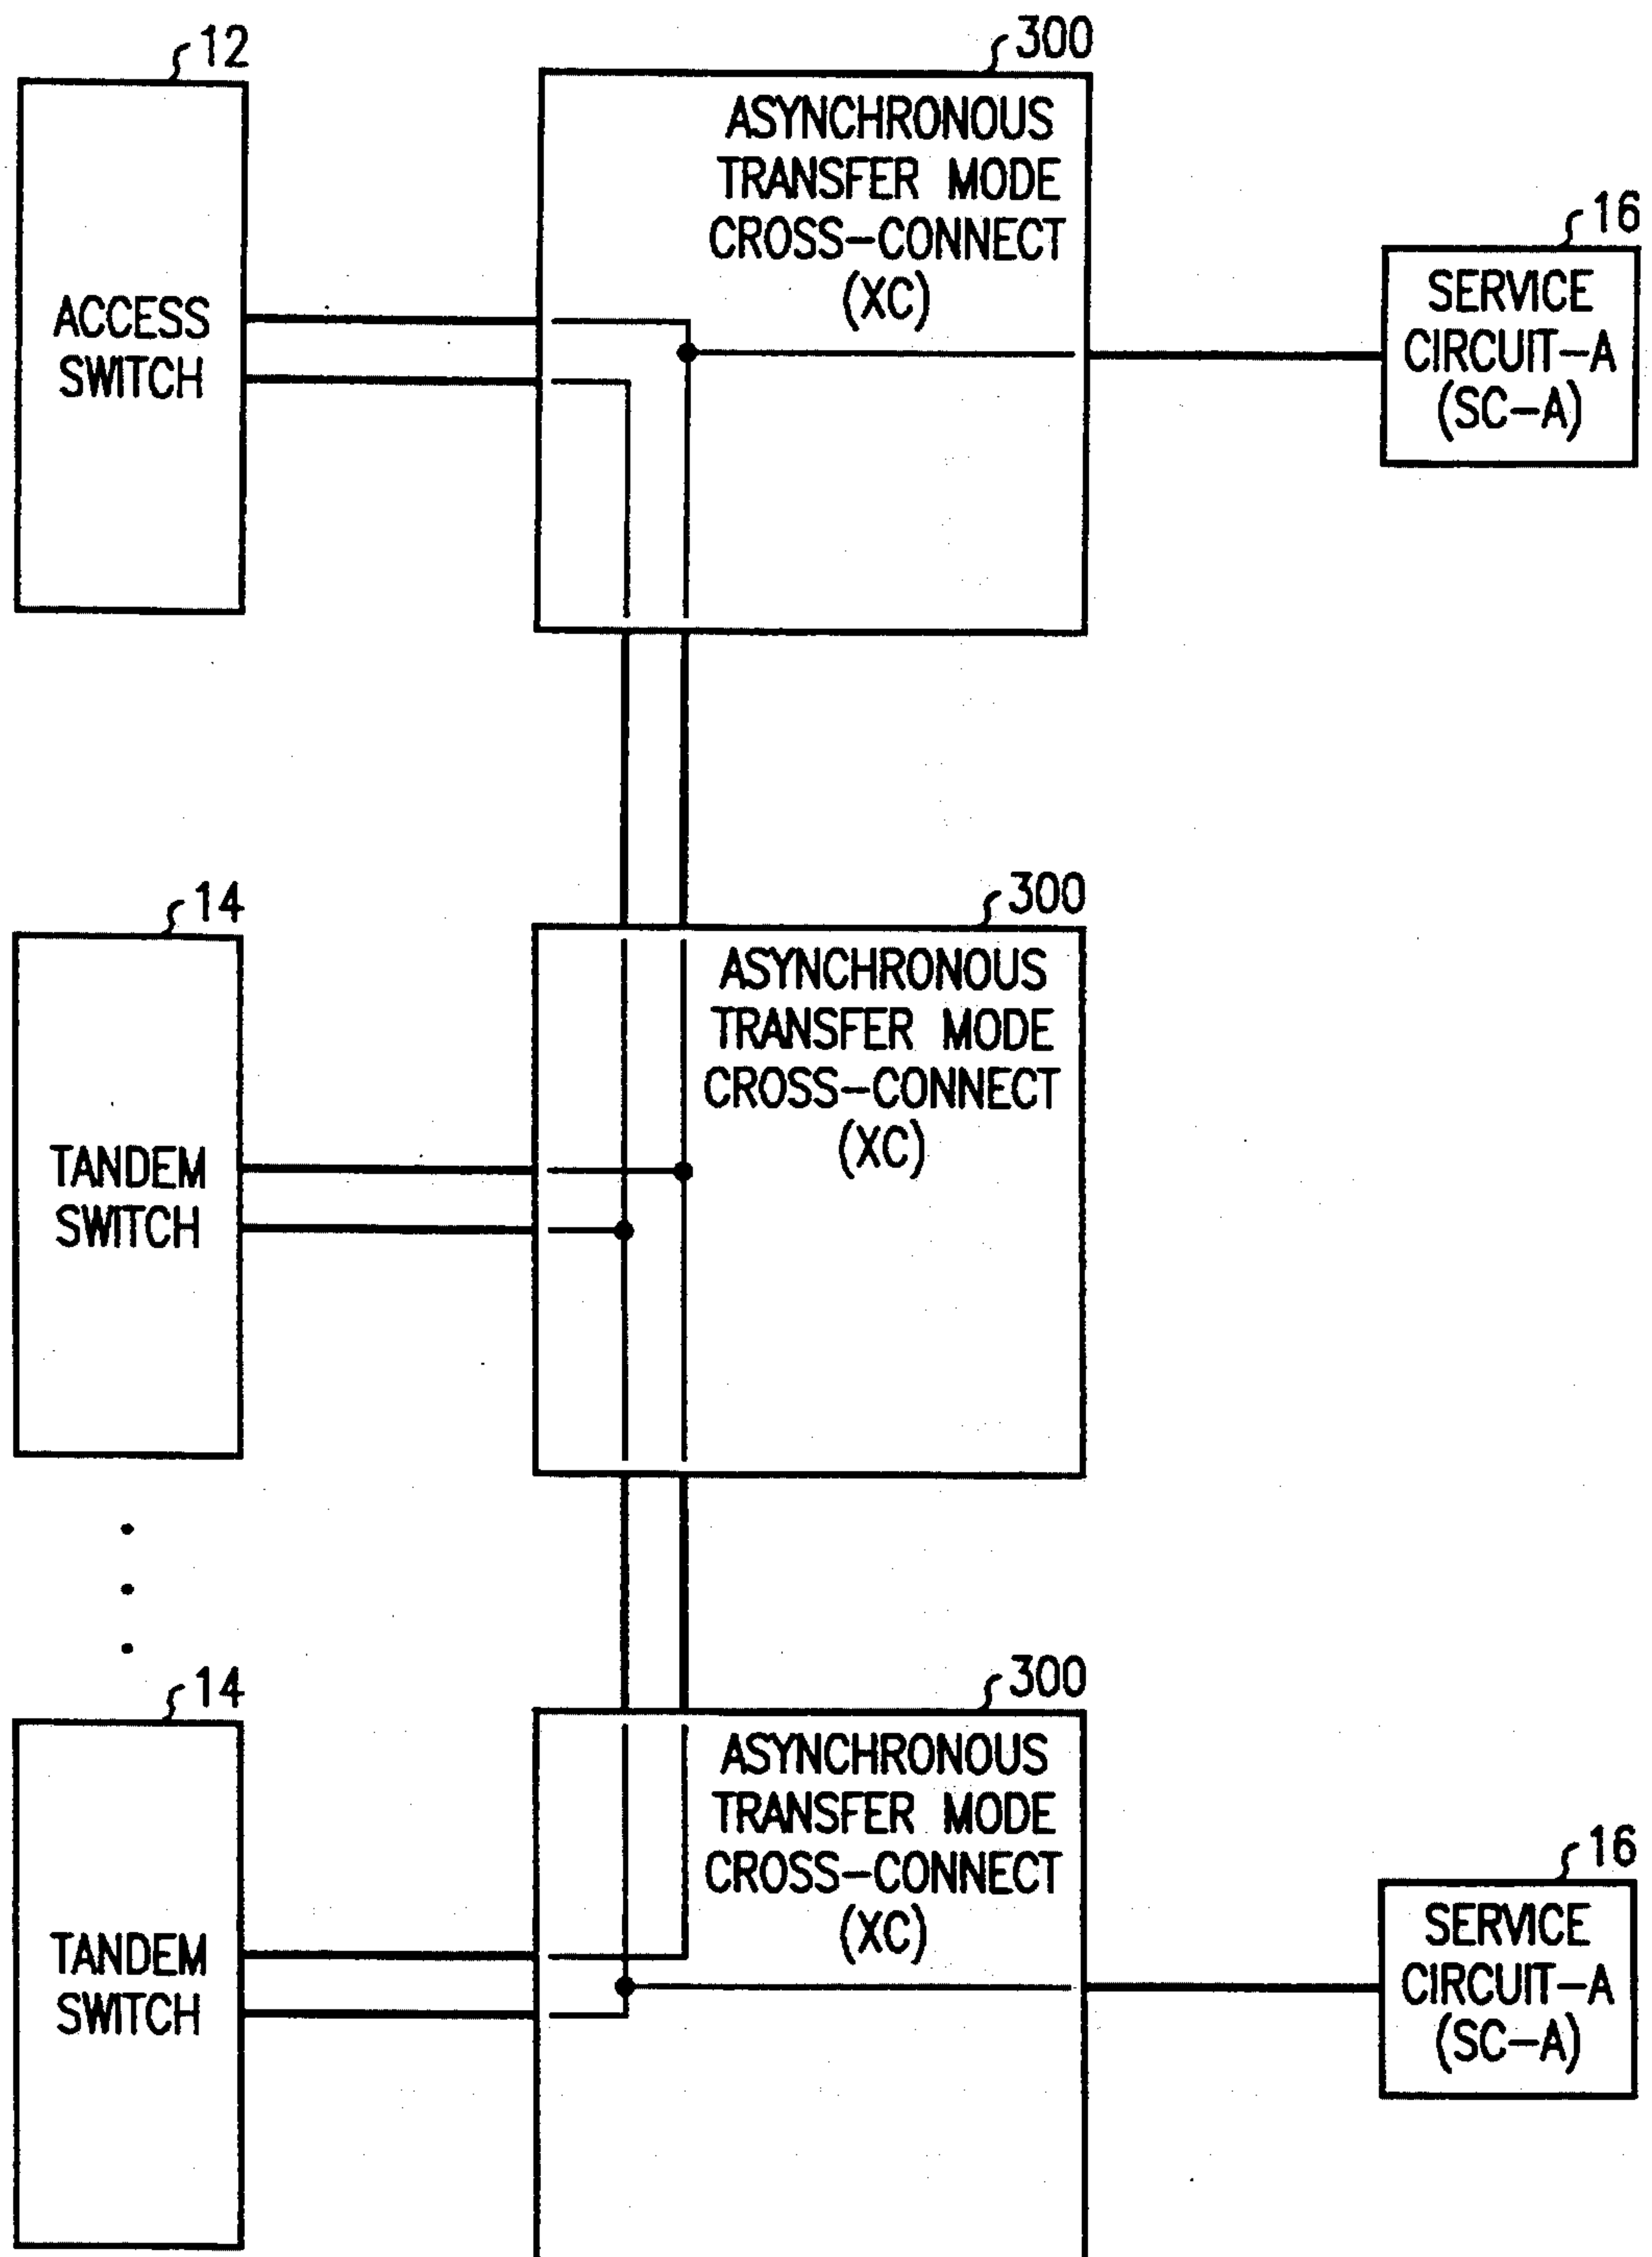 12
ACCESS
SWITCH
300
ASYNCHRONOUS
TRANSFER MODE
CROSS-CONNECT
(XC)
16
SERVICE
CIRCUIT-A
(SC-A)
14
TANDEM
SWITCH
300
ASYNCHRONOUS
TRANSFER MODE
CROSS-CONNECT
(XC)
14
TANDEM
SWITCH
300
ASYNCHRONOUS
TRANSFER MODE
CROSS-CONNECT
(XC)
16
SERVICE
CIRCUIT-A
(SC-A)